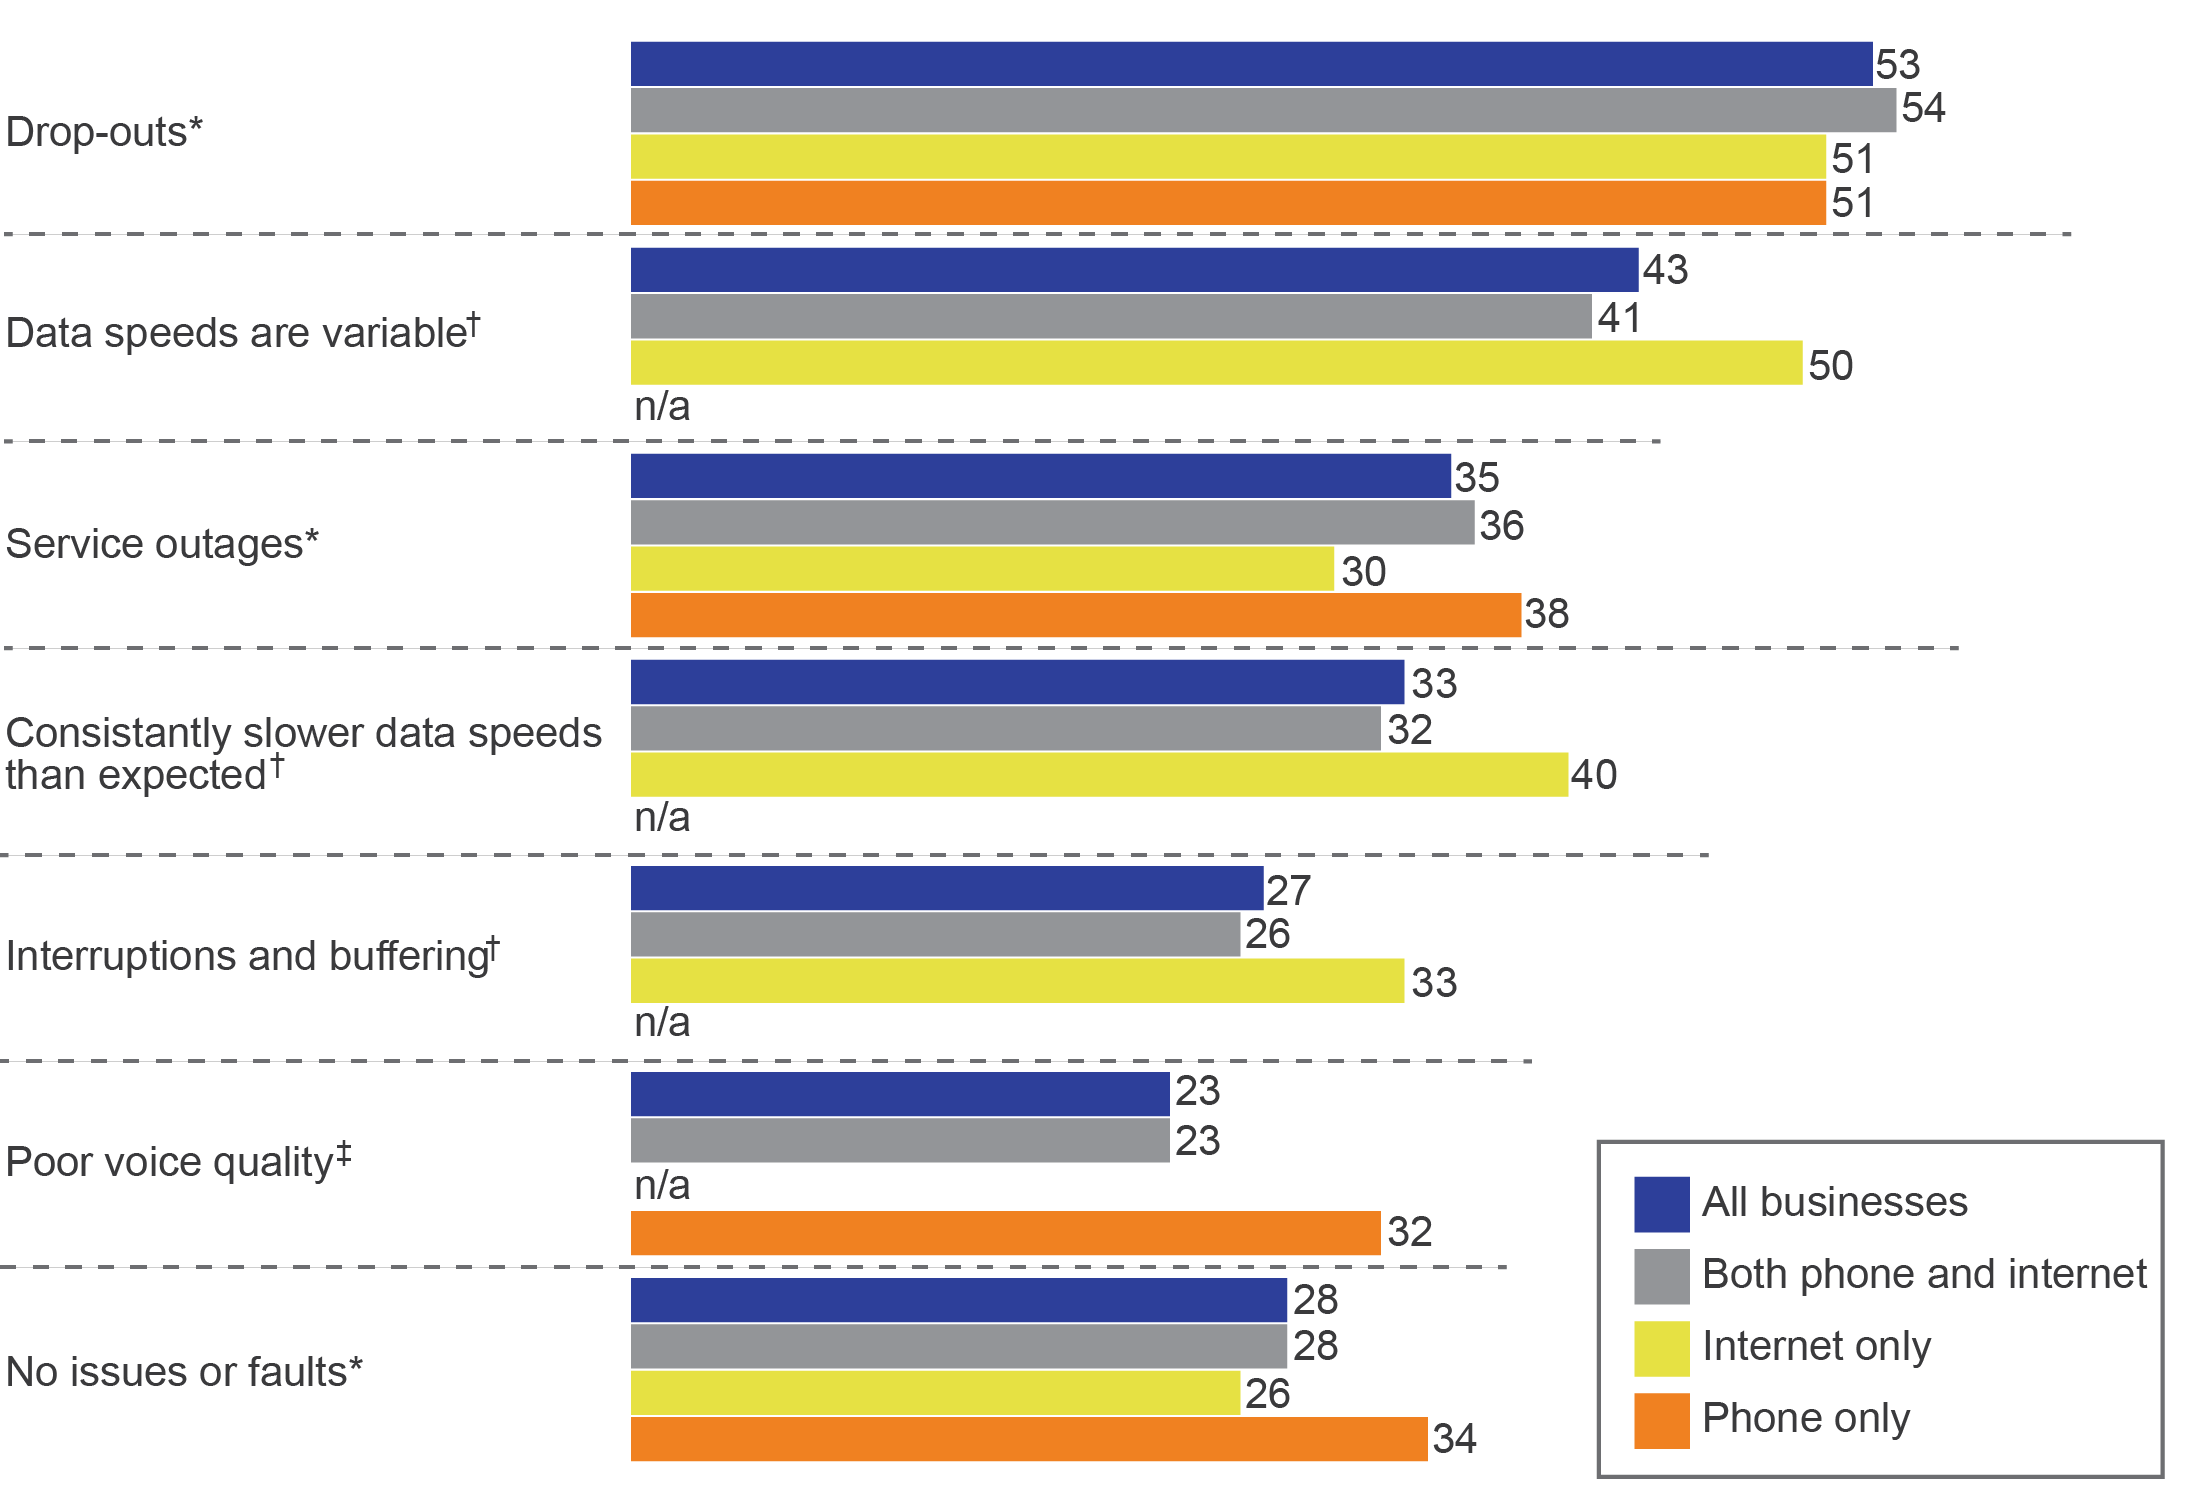 Drop-outs*
53
54
51
51
Data speeds are variable†
43
41
50
n/a
Service outages*
35
36
30
38
Consistantly slower data speeds
than expected†
33
32
40
n/a
Interruptions and buffering†
27
26
33
n/a
Poor voice quality‡
23
23
n/a
32
No issues or faults*
28
28
26
34
All businesses
Both phone and internet
Internet only
Phone only